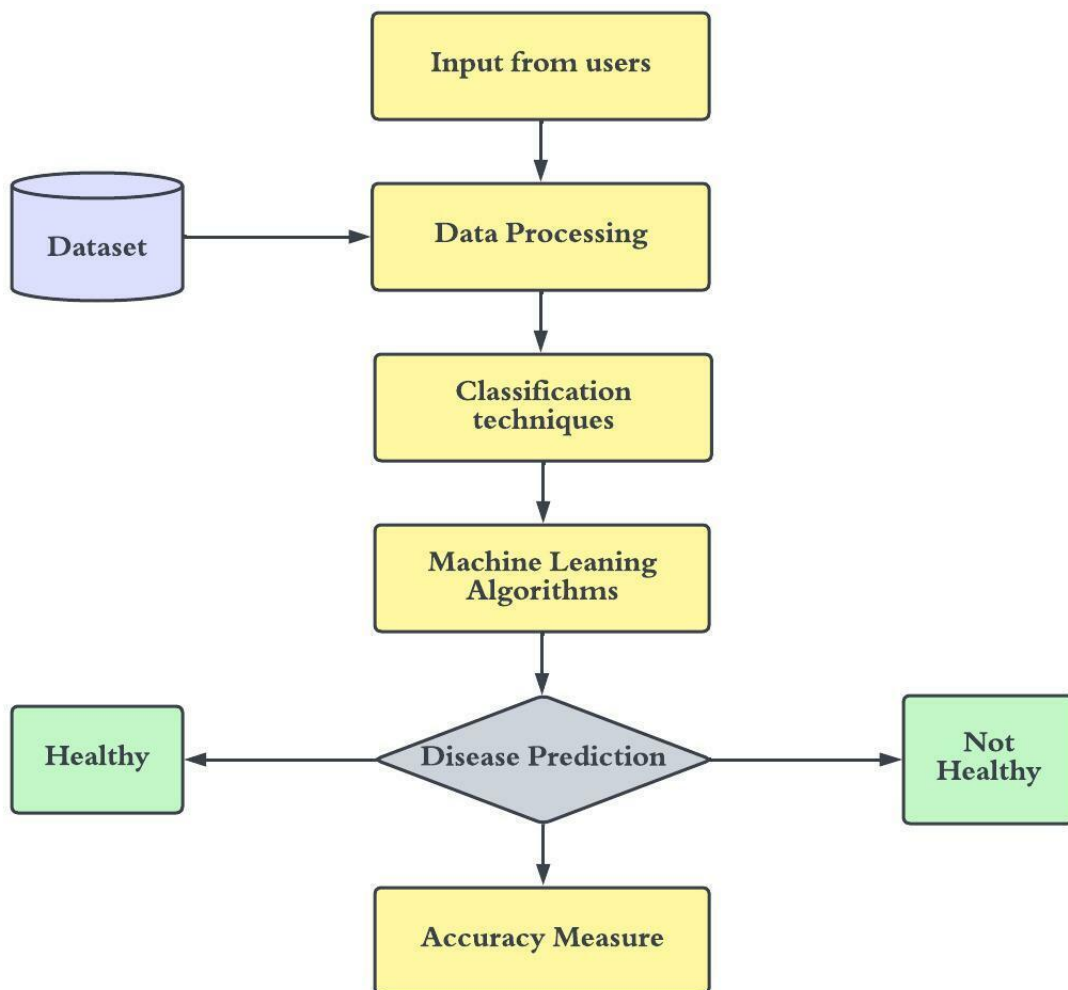 Input from users
Dataset
Data Processing
Classification
techniques
Machine Leaning
Algorithms
Healthy
Disease Prediction
Not
Healthy
Accuracy Measure